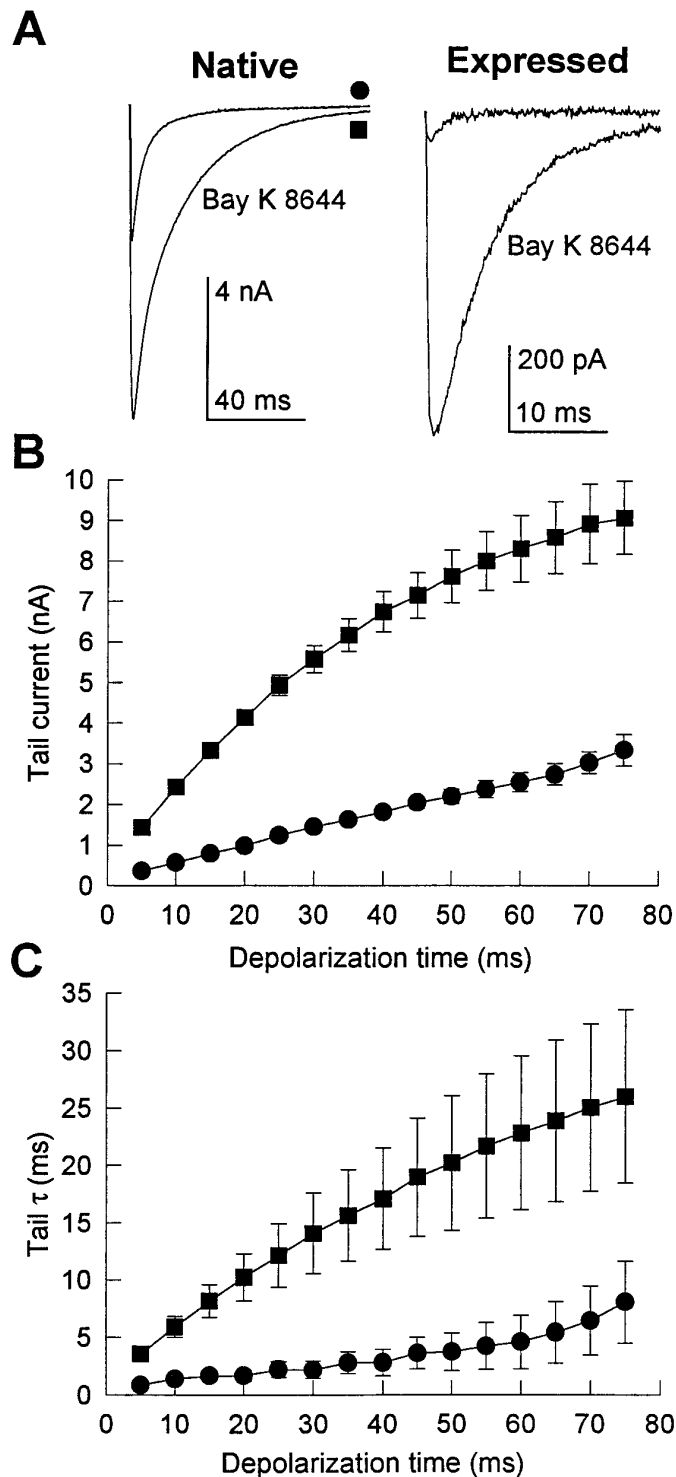 A
Native
Expressed
Bay K 8644
Bay K 8644
4 nA
40 ms
200 pA
10 ms
B
10
9
8
7
6
5
4
3
2
1
0
Tail current (nA)
0 10 20 30 40 50 60 70 80
Depolarization time (ms)
C
35
30
25
20
15
10
5
0
Tail τ (ms)
0 10 20 30 40 50 60 70 80
Depolarization time (ms)